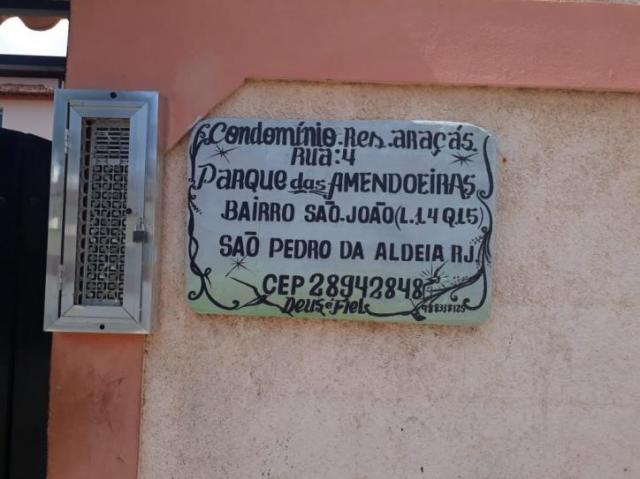 Condomínio.Res.araçás.
Rua:4
Parque das Amendoeiras
BAIRRO SÃO.JOÃO(L.14 Q15)
SÃO PEDRO DA ALDEIA RJ.
CEP 28942848
Deus é Fiel